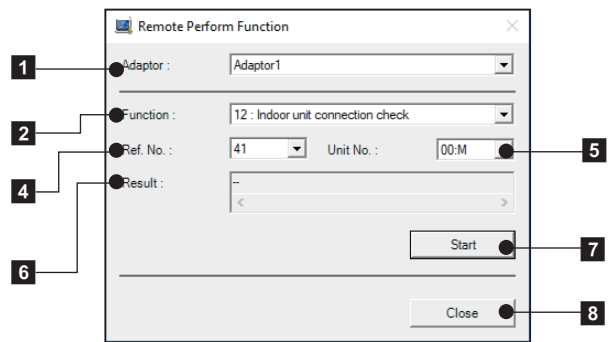 Remote Perform Function
1 Adaptor : Adaptor1
2 Function : 12 : Indoor unit connection check
4 Ref. No. : 41 Unit No. : 00:M 5
6 Result : --
Start 7
Close 8